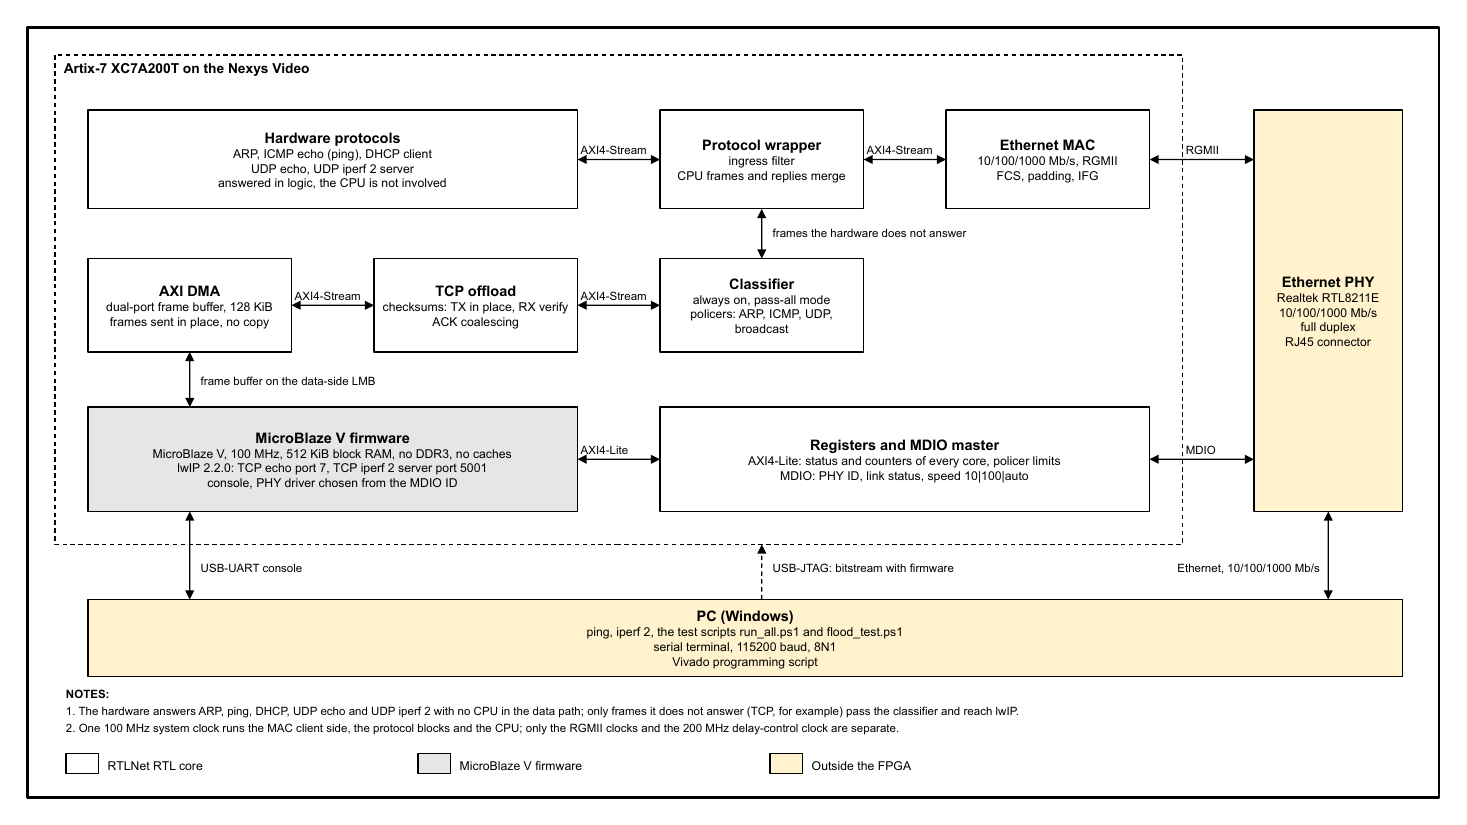 Artix-7 XC7A200T on the Nexys Video
Hardware protocols
ARP, ICMP echo (ping), DHCP client
UDP echo, UDP iperf 2 server
answered in logic, the CPU is not involved
AXI4-Stream
Protocol wrapper
ingress filter
CPU frames and replies merge
AXI4-Stream
Ethernet MAC
10/100/1000 Mb/s, RGMII
FCS, padding, IFG
RGMII
frames the hardware does not answer
Ethernet PHY
Realtek RTL8211E
10/100/1000 Mb/s
full duplex
RJ45 connector
AXI DMA
dual-port frame buffer, 128 KiB
frames sent in place, no copy
AXI4-Stream
TCP offload
checksums: TX in place, RX verify
ACK coalescing
AXI4-Stream
Classifier
always on, pass-all mode
policers: ARP, ICMP, UDP,
broadcast
frame buffer on the data-side LMB
MicroBlaze V firmware
MicroBlaze V, 100 MHz, 512 KiB block RAM, no DDR3, no caches
lwIP 2.2.0: TCP echo port 7, TCP iperf 2 server port 5001
console, PHY driver chosen from the MDIO ID
AXI4-Lite
Registers and MDIO master
AXI4-Lite: status and counters of every core, policer limits
MDIO: PHY ID, link status, speed 10|100|auto
MDIO
USB-UART console
USB-JTAG: bitstream with firmware
Ethernet, 10/100/1000 Mb/s
PC (Windows)
ping, iperf 2, the test scripts run_all.ps1 and flood_test.ps1
serial terminal, 115200 baud, 8N1
Vivado programming script
NOTES:
1. The hardware answers ARP, ping, DHCP, UDP echo and UDP iperf 2 with no CPU in the data path; only frames it does not answer (TCP, for example) pass the classifier and reach lwIP.
2. One 100 MHz system clock runs the MAC client side, the protocol blocks and the CPU; only the RGMII clocks and the 200 MHz delay-control clock are separate.
RTLNet RTL core
MicroBlaze V firmware
Outside the FPGA